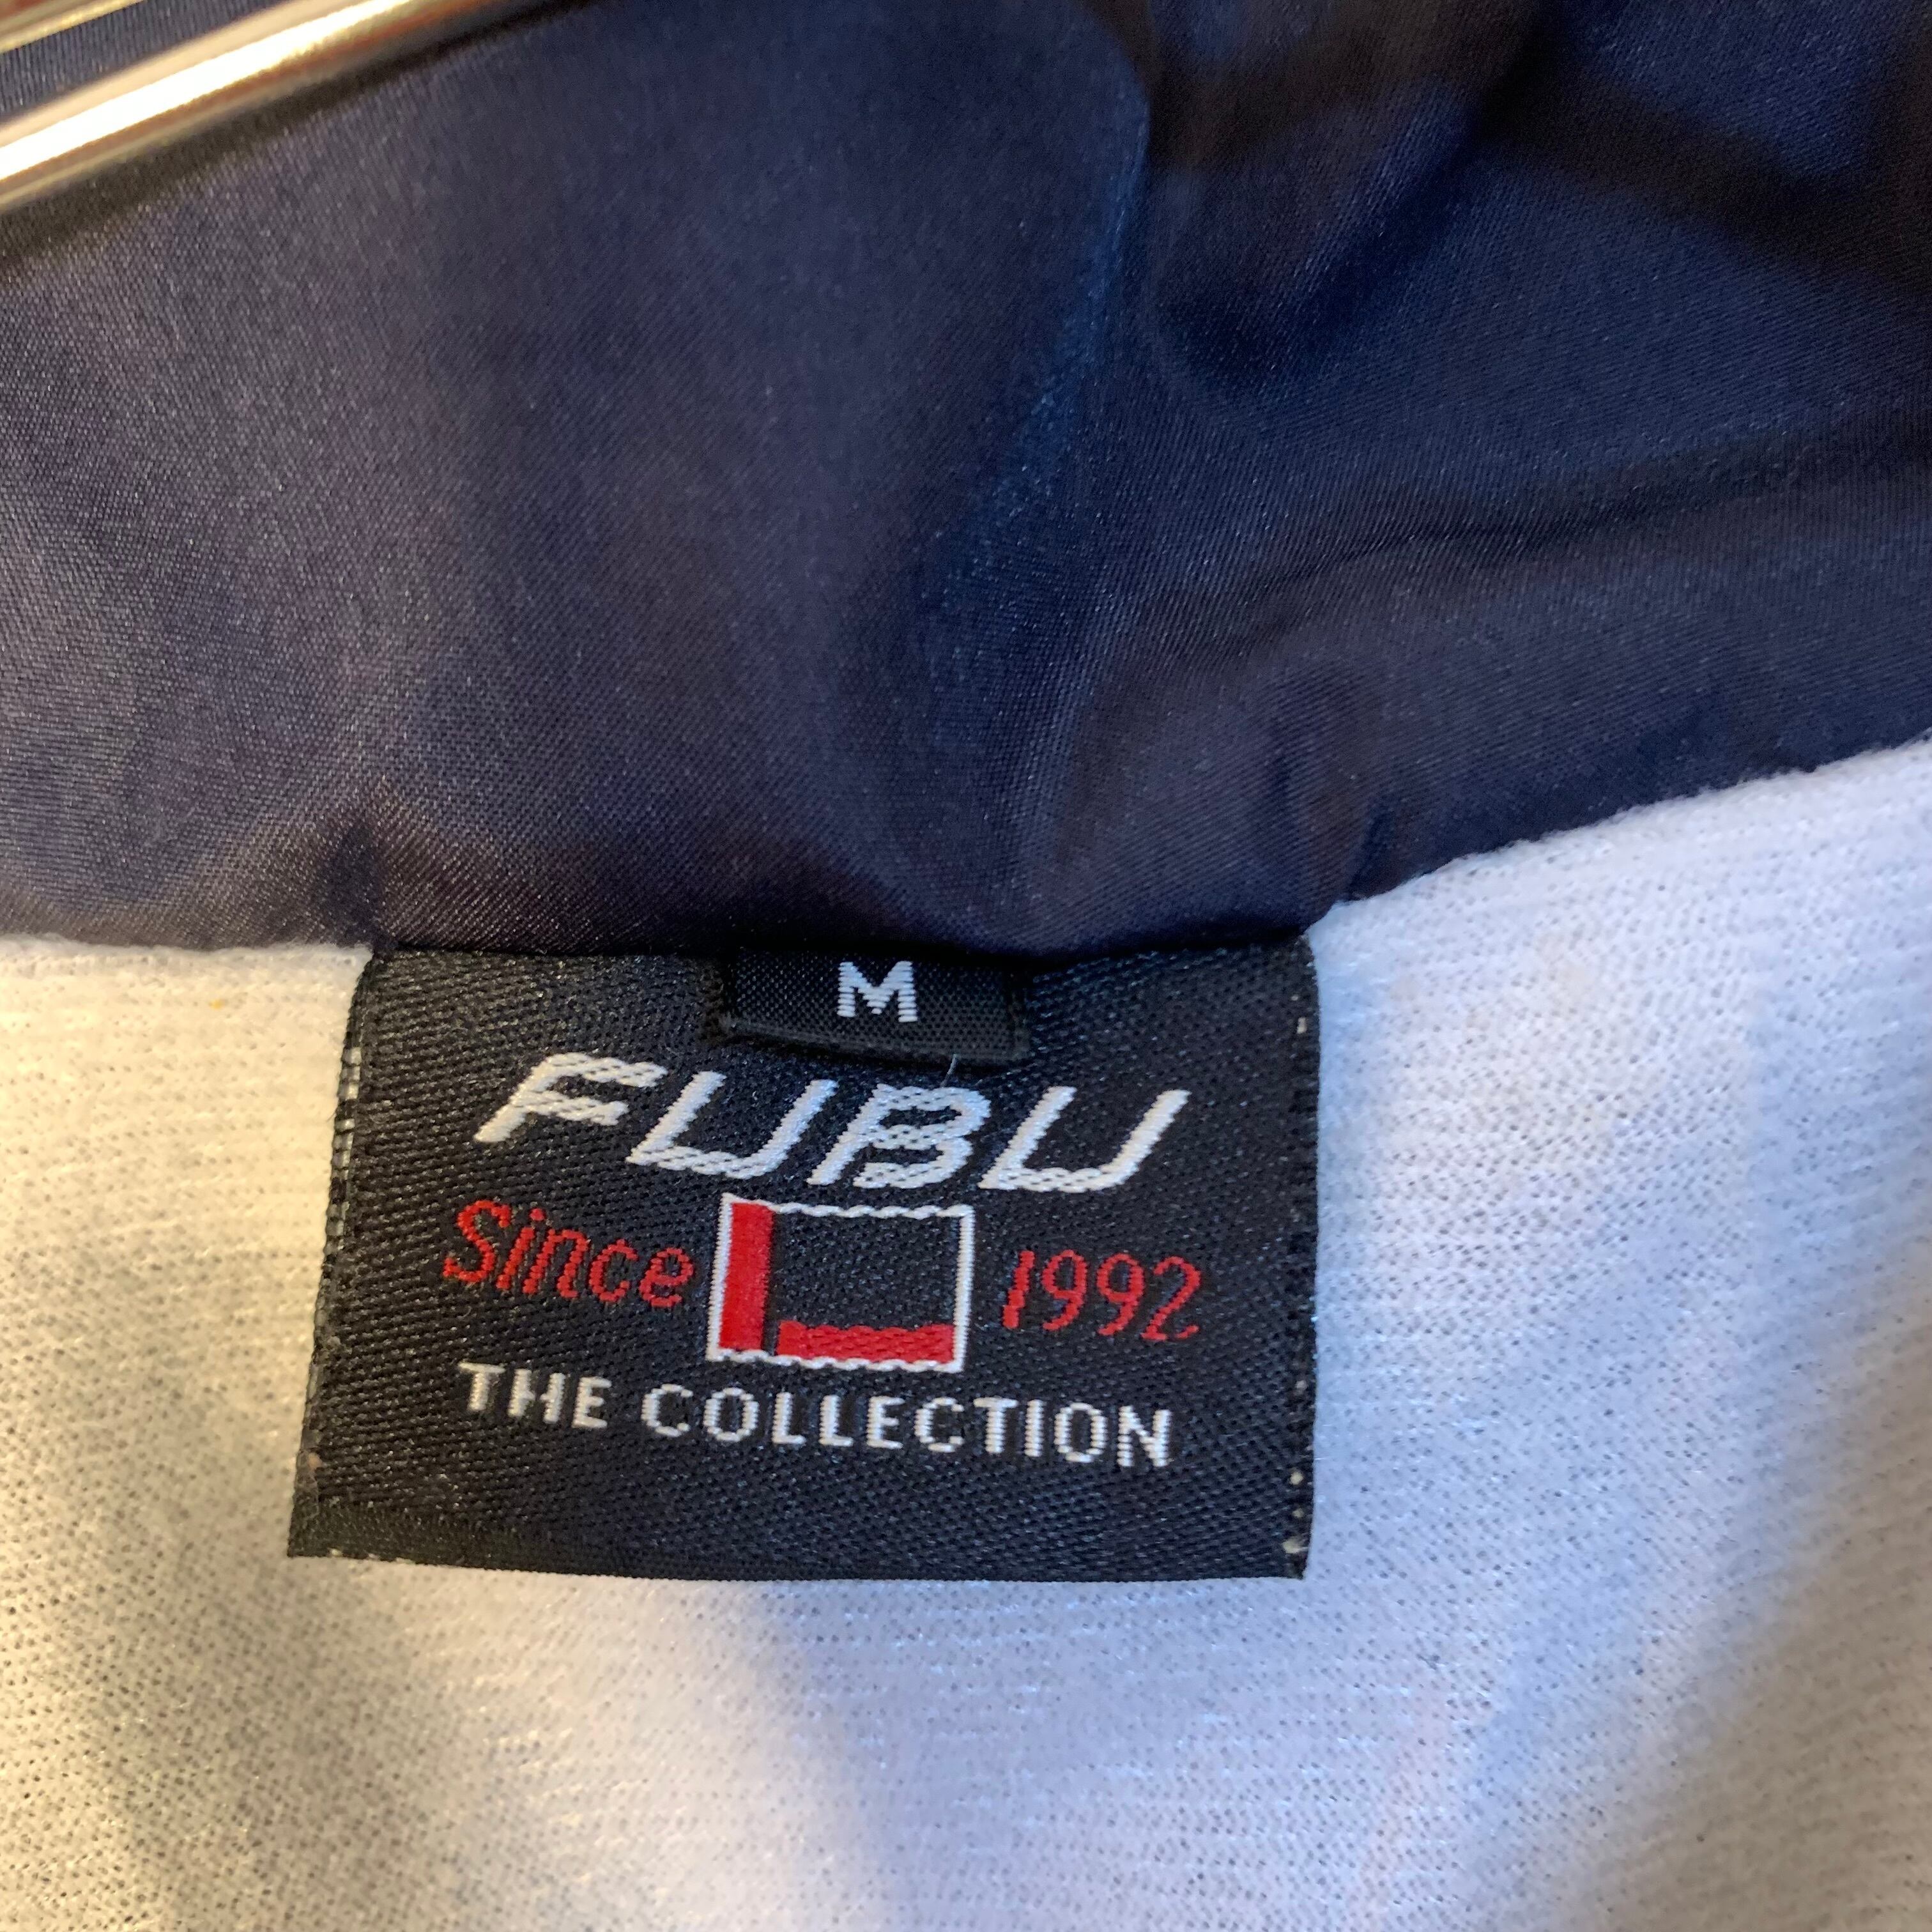 M
FUBU
Since 1992
THE COLLECTION